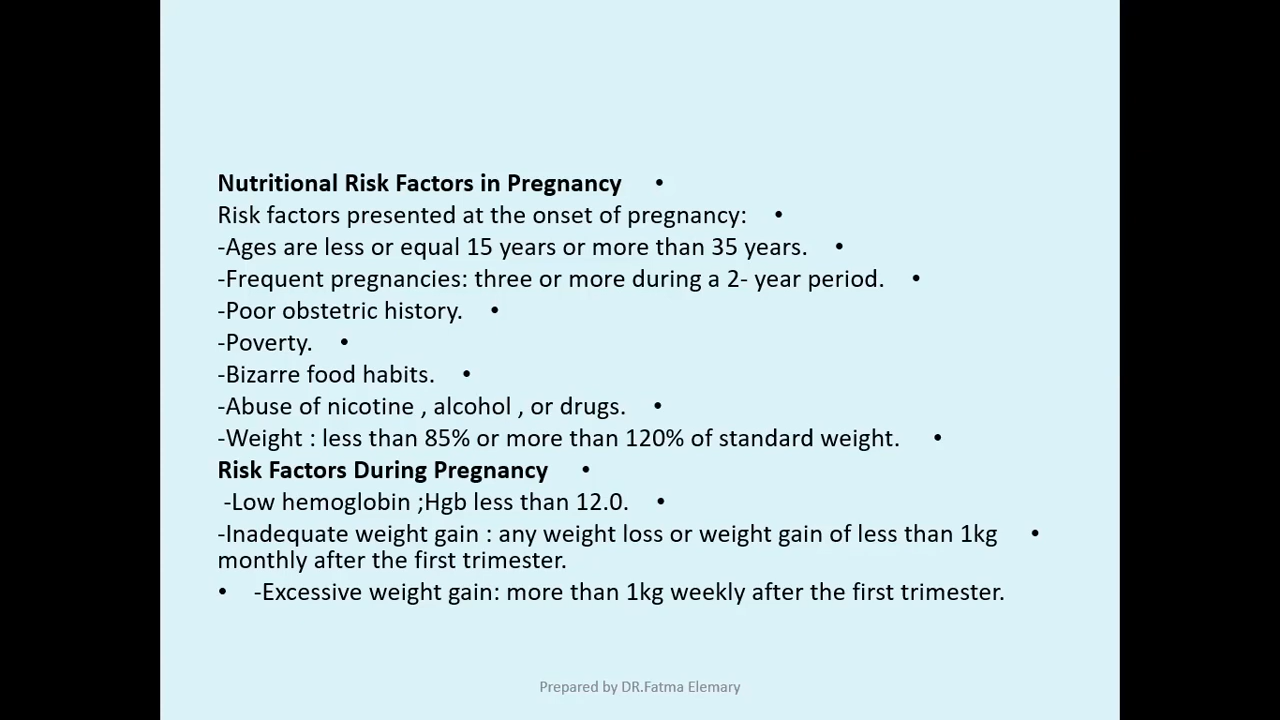 Nutritional Risk Factors in Pregnancy •
Risk factors presented at the onset of pregnancy: •
-Ages are less or equal 15 years or more than 35 years. •
-Frequent pregnancies: three or more during a 2- year period. •
-Poor obstetric history. •
-Poverty. •
-Bizarre food habits. •
-Abuse of nicotine , alcohol , or drugs. •
-Weight : less than 85% or more than 120% of standard weight. •
Risk Factors During Pregnancy •
-Low hemoglobin ;Hgb less than 12.0. •
-Inadequate weight gain : any weight loss or weight gain of less than 1kg •
monthly after the first trimester.
• -Excessive weight gain: more than 1kg weekly after the first trimester.
Prepared by DR.Fatma Elemary